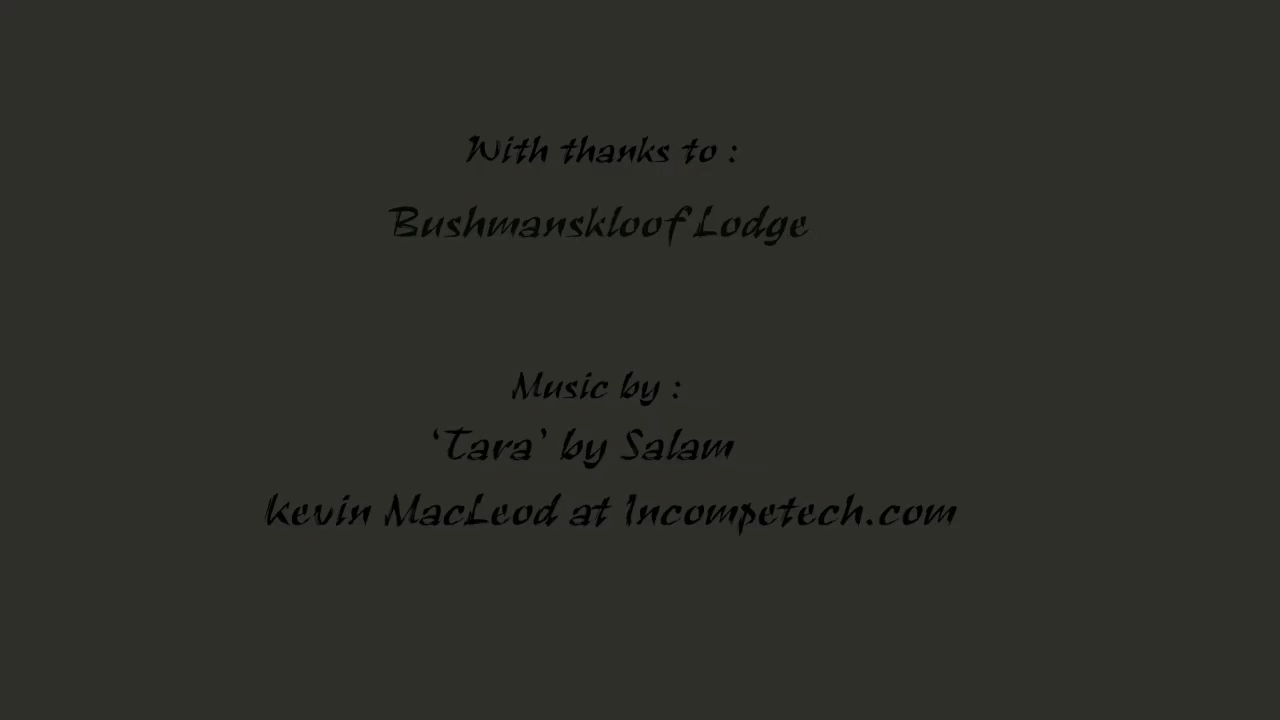 With thanks to :
Bushmanskloof Lodge
Music by :
‘Tara’ by Salam
kevin MacLeod at Incompetech.com